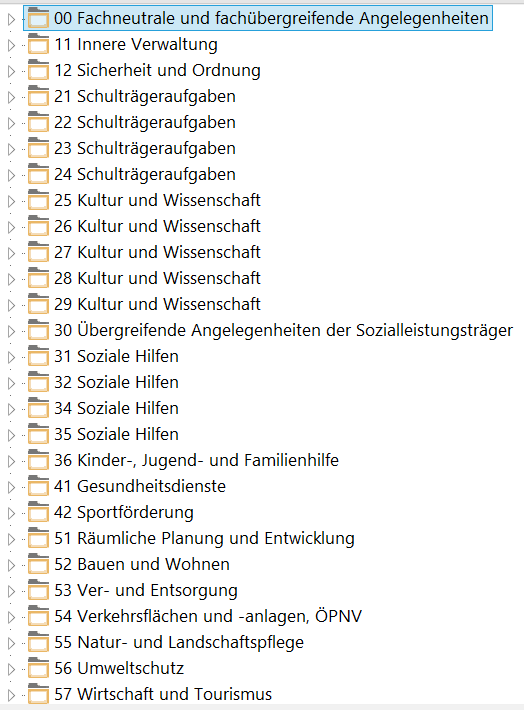 00 Fachneutrale und fachübergreifende Angelegenheiten
11 Innere Verwaltung
12 Sicherheit und Ordnung
21 Schulträgeraufgaben
22 Schulträgeraufgaben
23 Schulträgeraufgaben
24 Schulträgeraufgaben
25 Kultur und Wissenschaft
26 Kultur und Wissenschaft
27 Kultur und Wissenschaft
28 Kultur und Wissenschaft
29 Kultur und Wissenschaft
30 Übergreifende Angelegenheiten der Sozialleistungsträger
31 Soziale Hilfen
32 Soziale Hilfen
34 Soziale Hilfen
35 Soziale Hilfen
36 Kinder-, Jugend- und Familienhilfe
41 Gesundheitsdienste
42 Sportförderung
51 Räumliche Planung und Entwicklung
52 Bauen und Wohnen
53 Ver- und Entsorgung
54 Verkehrsflächen und -anlagen, ÖPNV
55 Natur- und Landschaftspflege
56 Umweltschutz
57 Wirtschaft und Tourismus